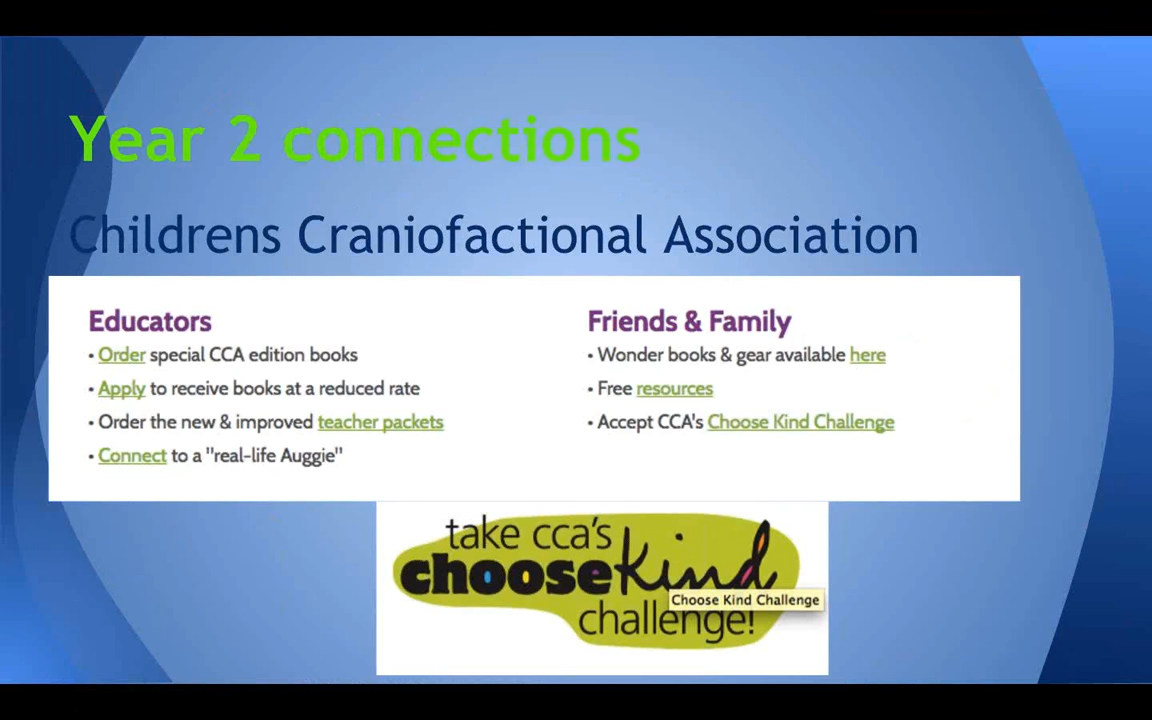 Year 2 connections
Childrens Craniofactional Association
Educators
• Order special CCA edition books
• Apply to receive books at a reduced rate
• Order the new & improved teacher packets
• Connect to a "real-life Auggie"
Friends & Family
• Wonder books & gear available here
• Free resources
• Accept CCA's Choose Kind Challenge
take cca's
choose kind
Choose Kind Challenge
challenge!